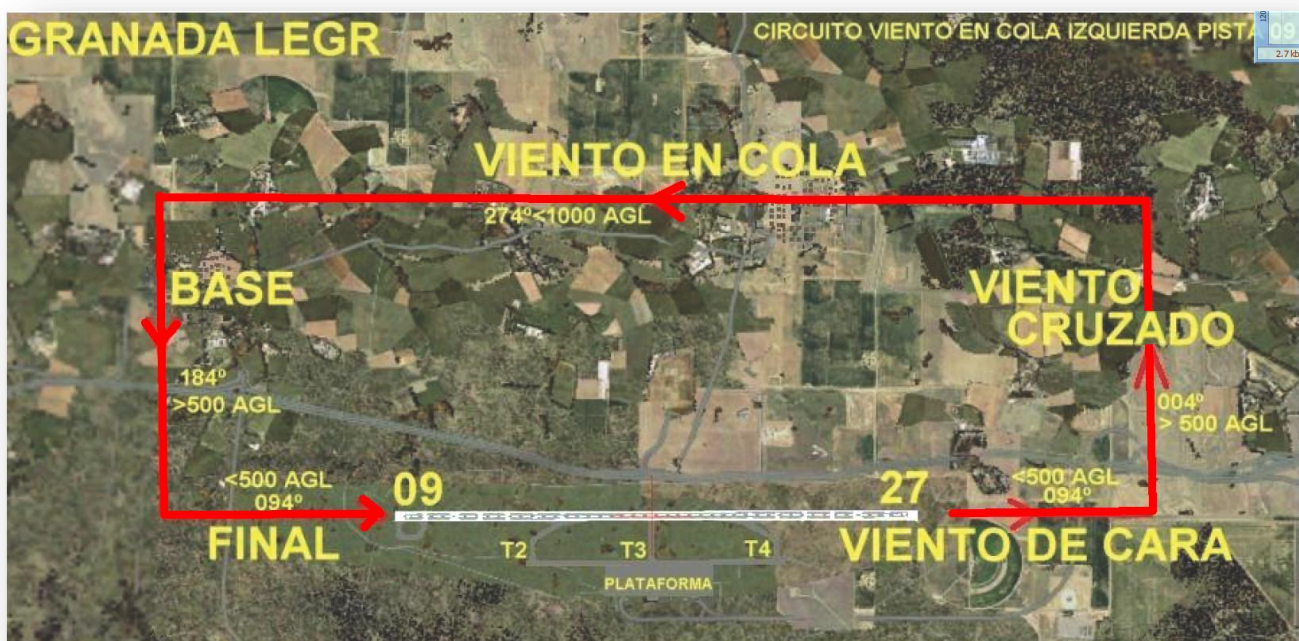 GRANADA LEGR
CIRCUITO VIENTO EN COLA IZQUIERDA PISTA 09
120
2.7 kb
VIENTO EN COLA
274º<1000 AGL
BASE
VIENTO
CRUZADO
184º
>500 AGL
004º
> 500 AGL
<500 AGL
094º
09
27
<500 AGL
094º
FINAL
T2
T3
T4
VIENTO DE CARA
PLATAFORMA